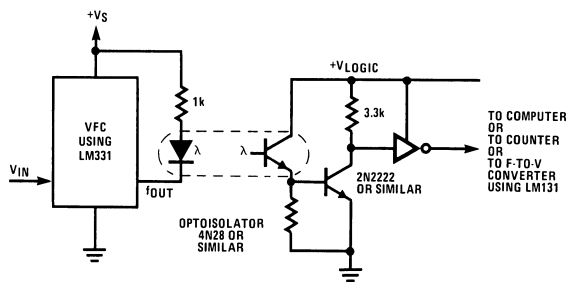 +VS
1k
VFC
USING
LM331
VIN
fOUT
λ
λ
+VLOGIC
3.3k
2N2222
OR SIMILAR
OPTOISOLATOR
4N28 OR
SIMILAR
TO COMPUTER
OR
TO COUNTER
OR
TO F-TO-V
CONVERTER
USING LM131